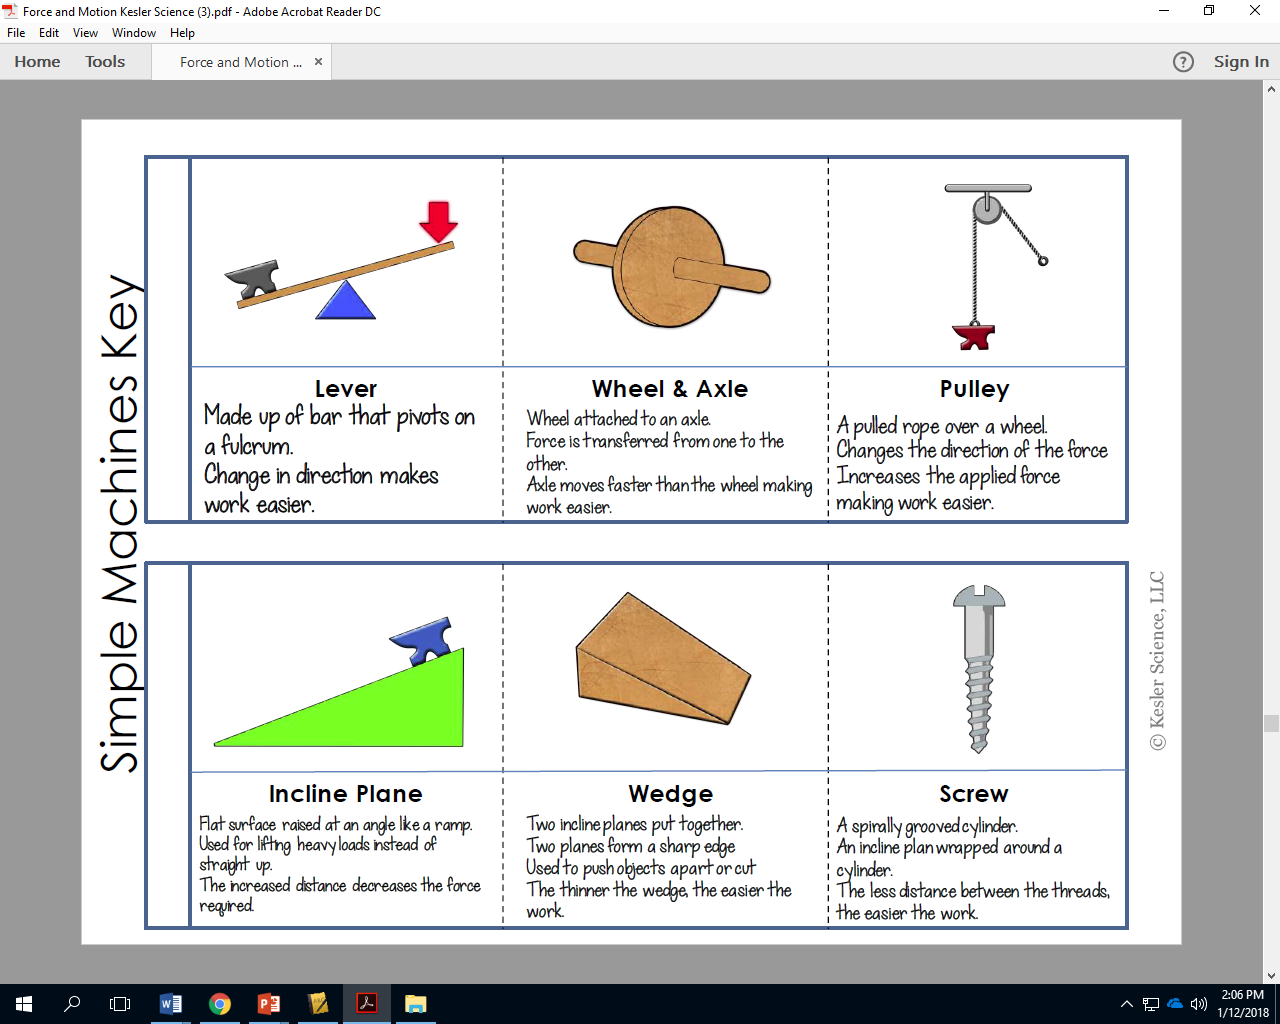 Force and Motion Kesler Science (3).pdf - Adobe Acrobat Reader DC
File Edit View Window Help
Home Tools Force and Motion ... × ? Sign In
Simple Machines Key
Lever
Made up of bar that pivots on
a fulcrum.
Change in direction makes
work easier.
Wheel & Axle
Wheel attached to an axle.
Force is transferred from one to the
other.
Axle moves faster than the wheel making
work easier.
Pulley
A pulled rope over a wheel.
Changes the direction of the force
Increases the applied force
making work easier.
Incline Plane
Flat surface raised at an angle like a ramp.
Used for lifting heavy loads instead of
straight up.
The increased distance decreases the force
required.
Wedge
Two incline planes put together.
Two planes form a sharp edge
Used to push objects apart or cut
The thinner the wedge, the easier the
work.
Screw
A spirally grooved cylinder.
An incline plan wrapped around a
cylinder.
The less distance between the threads,
the easier the work.
© Kesler Science, LLC
2:06 PM
1/12/2018